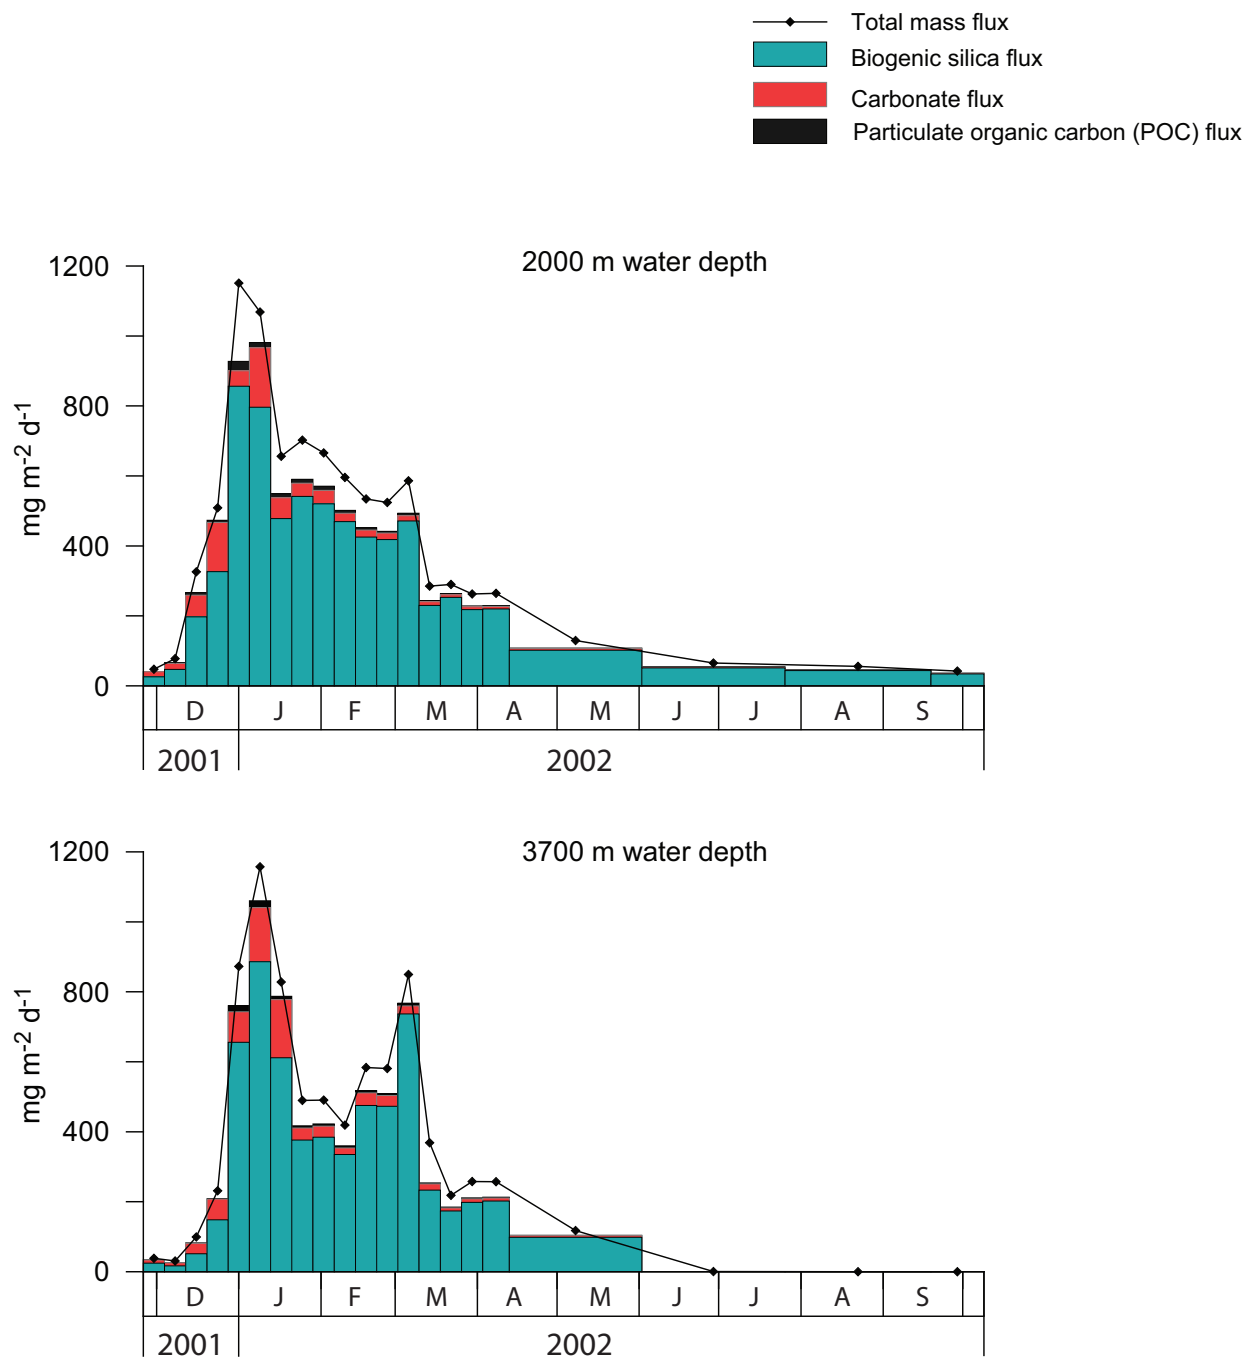 Total mass flux
Biogenic silica flux
Carbonate flux
Particulate organic carbon (POC) flux
2000 m water depth
mg m-2 d-1
1200
800
400
0
D J F M A M J J A S
2001 2002
3700 m water depth
mg m-2 d-1
1200
800
400
0
D J F M A M J J A S
2001 2002